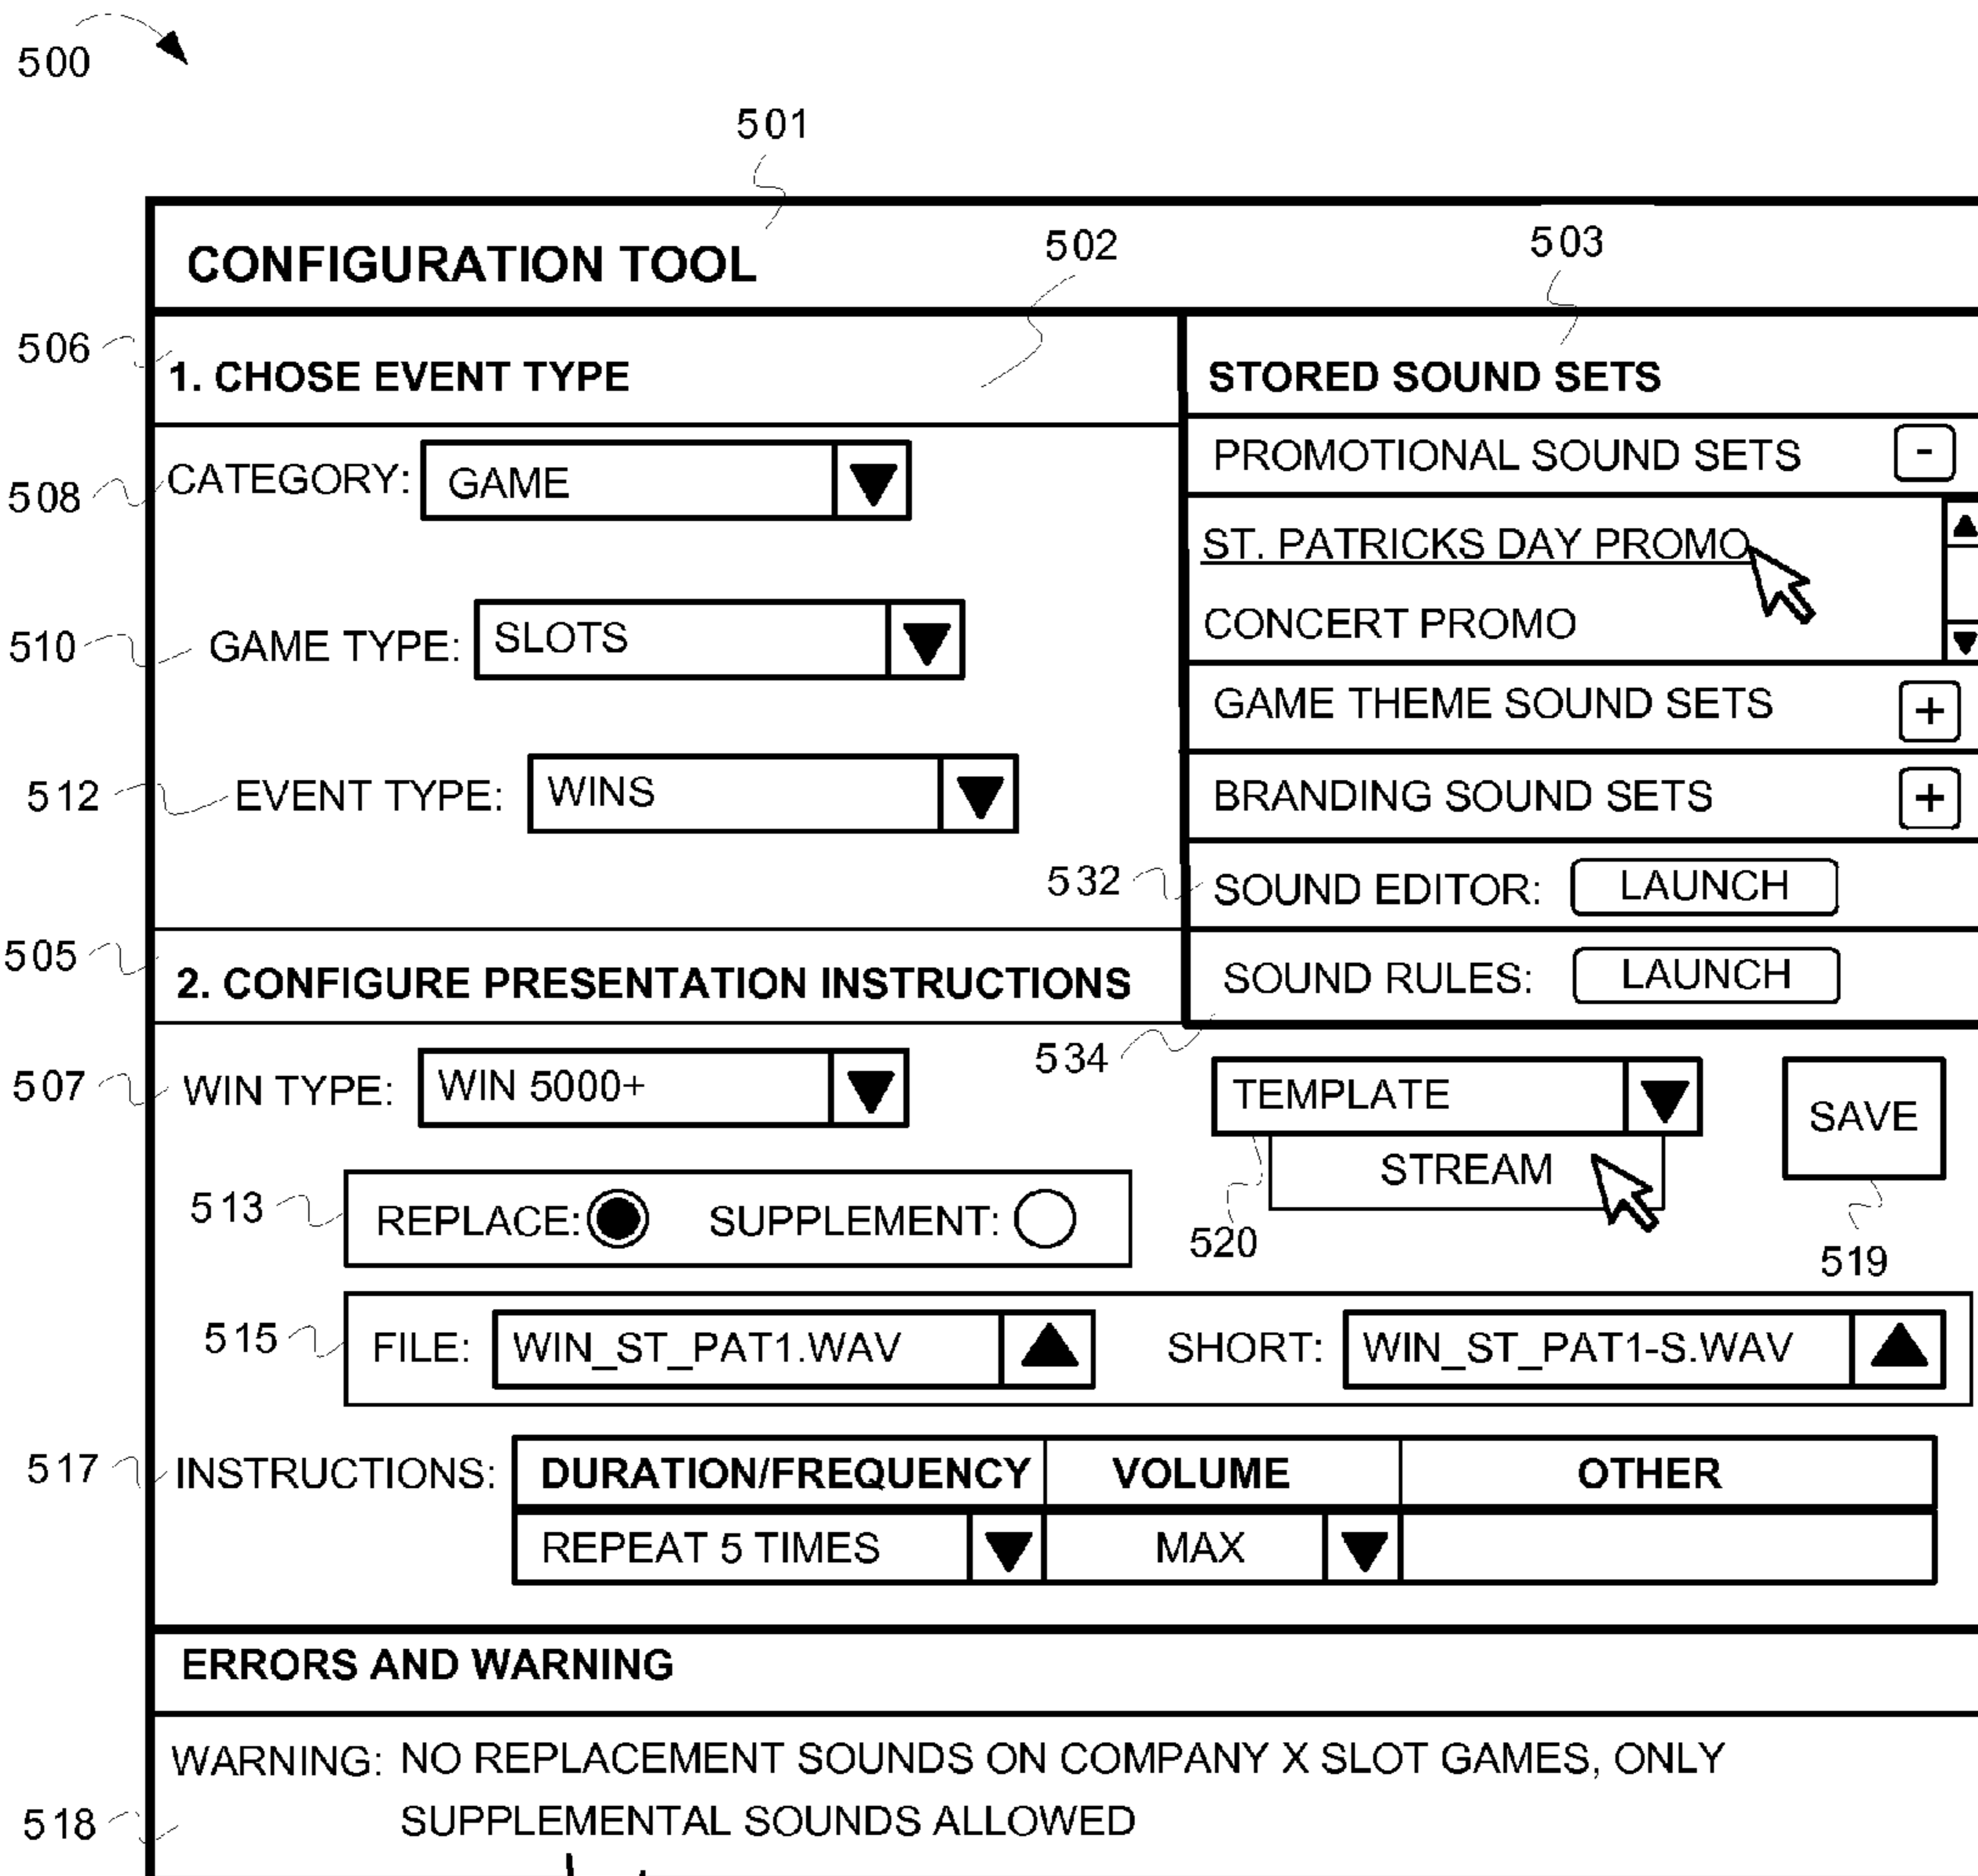 500
501
CONFIGURATION TOOL
502
503
506
1. CHOSE EVENT TYPE
STORED SOUND SETS
508
CATEGORY: GAME
PROMOTIONAL SOUND SETS -
ST. PATRICKS DAY PROMO
CONCERT PROMO
510
GAME TYPE: SLOTS
GAME THEME SOUND SETS +
512
EVENT TYPE: WINS
BRANDING SOUND SETS +
532
SOUND EDITOR: LAUNCH
505
2. CONFIGURE PRESENTATION INSTRUCTIONS
SOUND RULES: LAUNCH
534
507
WIN TYPE: WIN 5000+
TEMPLATE
STREAM
SAVE
513
REPLACE: SUPPLEMENT:
520
519
515
FILE: WIN_ST_PAT1.WAV SHORT: WIN_ST_PAT1-S.WAV
517
INSTRUCTIONS: DURATION/FREQUENCY VOLUME OTHER
REPEAT 5 TIMES MAX
ERRORS AND WARNING
WARNING: NO REPLACEMENT SOUNDS ON COMPANY X SLOT GAMES, ONLY
SUPPLEMENTAL SOUNDS ALLOWED
518